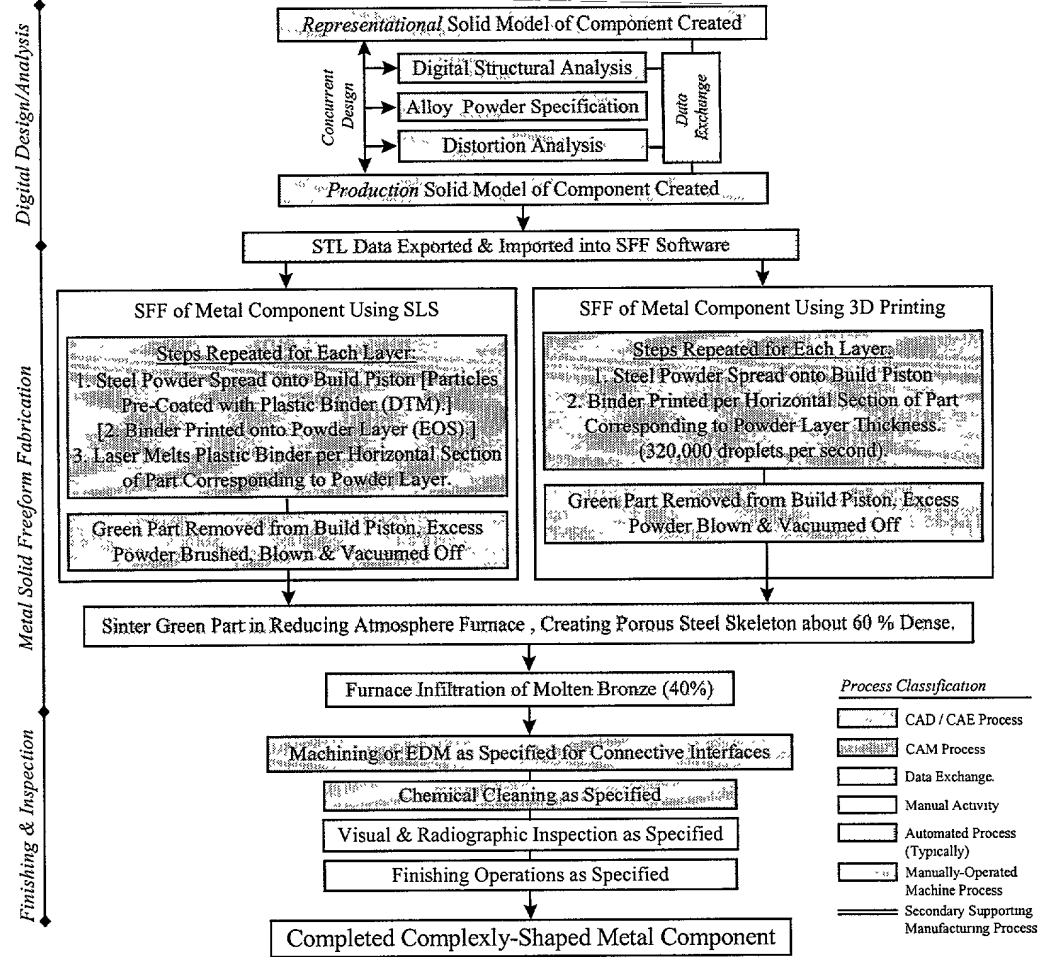 Representational Solid Model of Component Created
Digital Design/Analysis
Concurrent
Design
Digital Structural Analysis
Alloy Powder Specification
Distortion Analysis
Data
Exchange
Production Solid Model of Component Created
STL Data Exported & Imported into SFF Software
Metal Solid Freeform Fabrication
SFF of Metal Component Using SLS
Steps Repeated for Each Layer:
1. Steel Powder Spread onto Build Piston [Particles
Pre-Coated with Plastic Binder (DTM).]
[2. Binder Printed onto Powder Layer (EOS).]
3. Laser Melts Plastic Binder per Horizontal Section
of Part Corresponding to Powder Layer.
Green Part Removed from Build Piston, Excess
Powder Brushed, Blown & Vacuumed Off
SFF of Metal Component Using 3D Printing
Steps Repeated for Each Layer:
1. Steel Powder Spread onto Build Piston
2. Binder Printed per Horizontal Section of Part
Corresponding to Powder Layer Thickness.
(320,000 droplets per second).
Green Part Removed from Build Piston, Excess
Powder Blown & Vacuumed Off
Sinter Green Part in Reducing Atmosphere Furnace , Creating Porous Steel Skeleton about 60 % Dense.
Furnace Infiltration of Molten Bronze (40%)
Finishing & Inspection
Machining or EDM as Specified for Connective Interfaces
Chemical Cleaning as Specified
Visual & Radiographic Inspection as Specified
Finishing Operations as Specified
Completed Complexly-Shaped Metal Component
Process Classification
CAD / CAE Process
CAM Process
Data Exchange.
Manual Activity
Automated Process
(Typically)
Manually-Operated
Machine Process
Secondary Supporting
Manufacturing Process